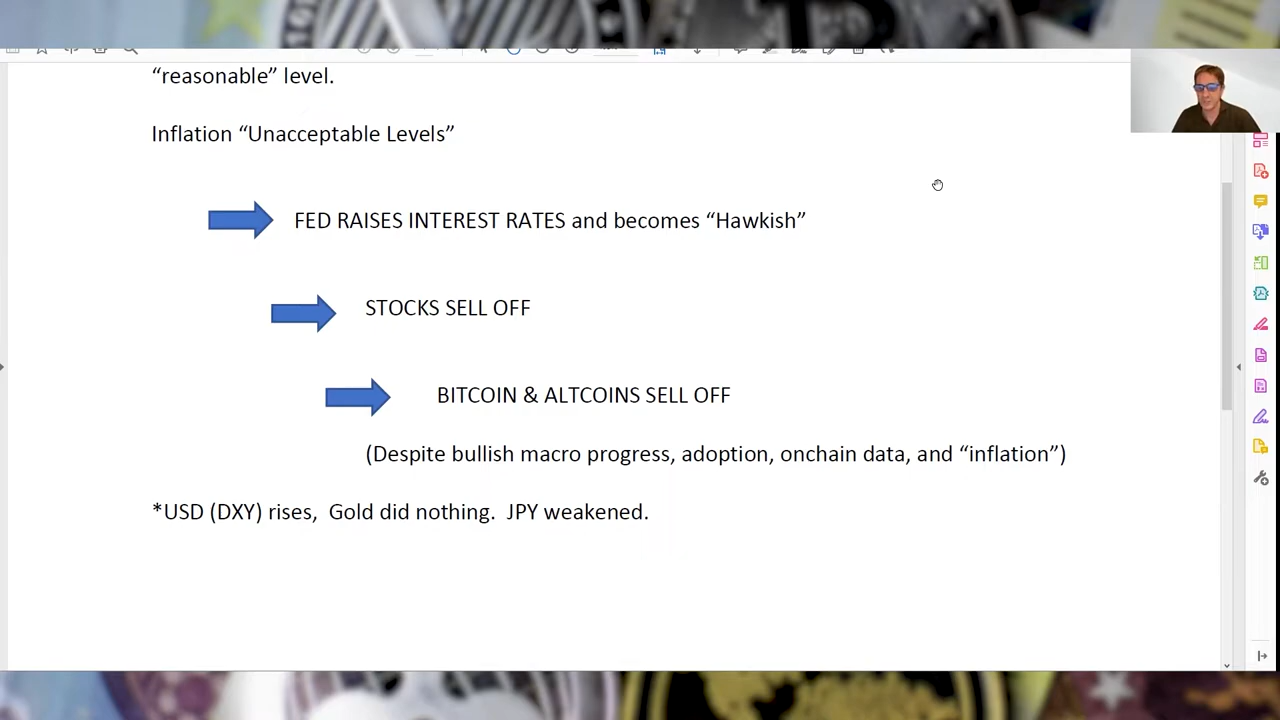 “reasonable” level.
Inflation “Unacceptable Levels”
FED RAISES INTEREST RATES and becomes “Hawkish”
STOCKS SELL OFF
BITCOIN & ALTCOINS SELL OFF
(Despite bullish macro progress, adoption, onchain data, and “inflation”)
*USD (DXY) rises,  Gold did nothing.  JPY weakened.